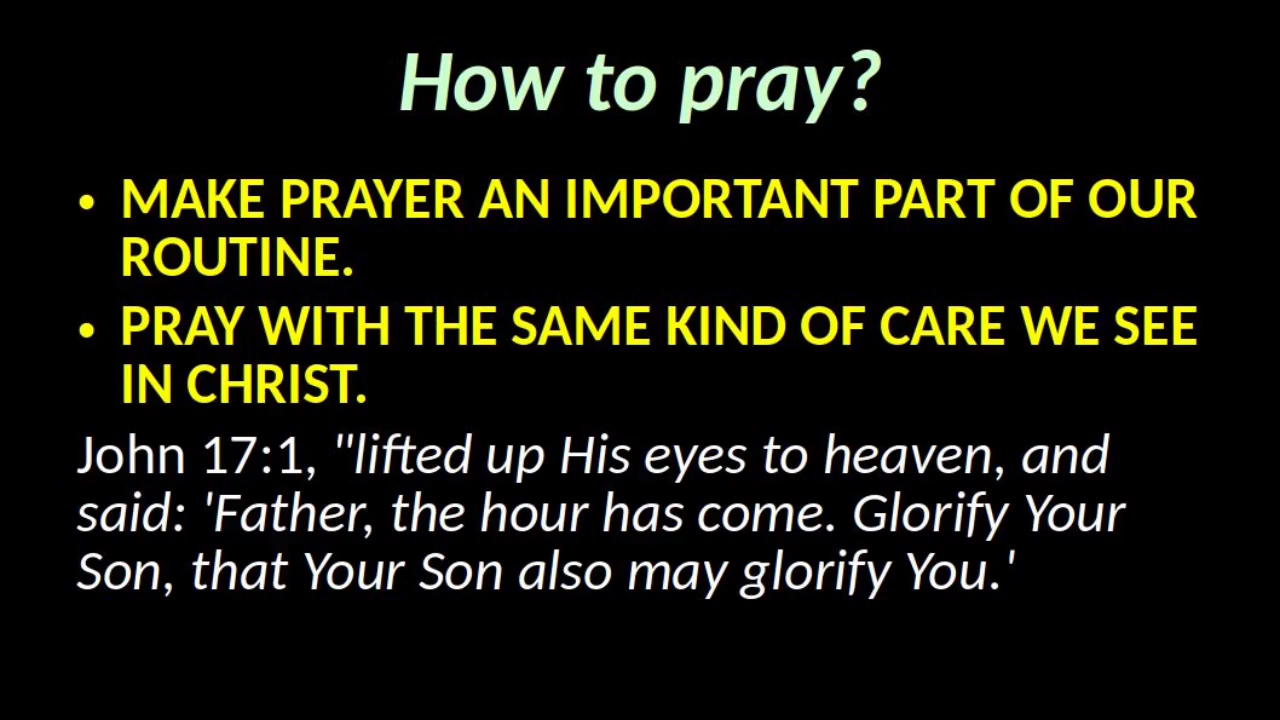 How to pray?
• MAKE PRAYER AN IMPORTANT PART OF OUR
ROUTINE.
• PRAY WITH THE SAME KIND OF CARE WE SEE
IN CHRIST.
John 17:1, "lifted up His eyes to heaven, and
said: 'Father, the hour has come. Glorify Your
Son, that Your Son also may glorify You.'